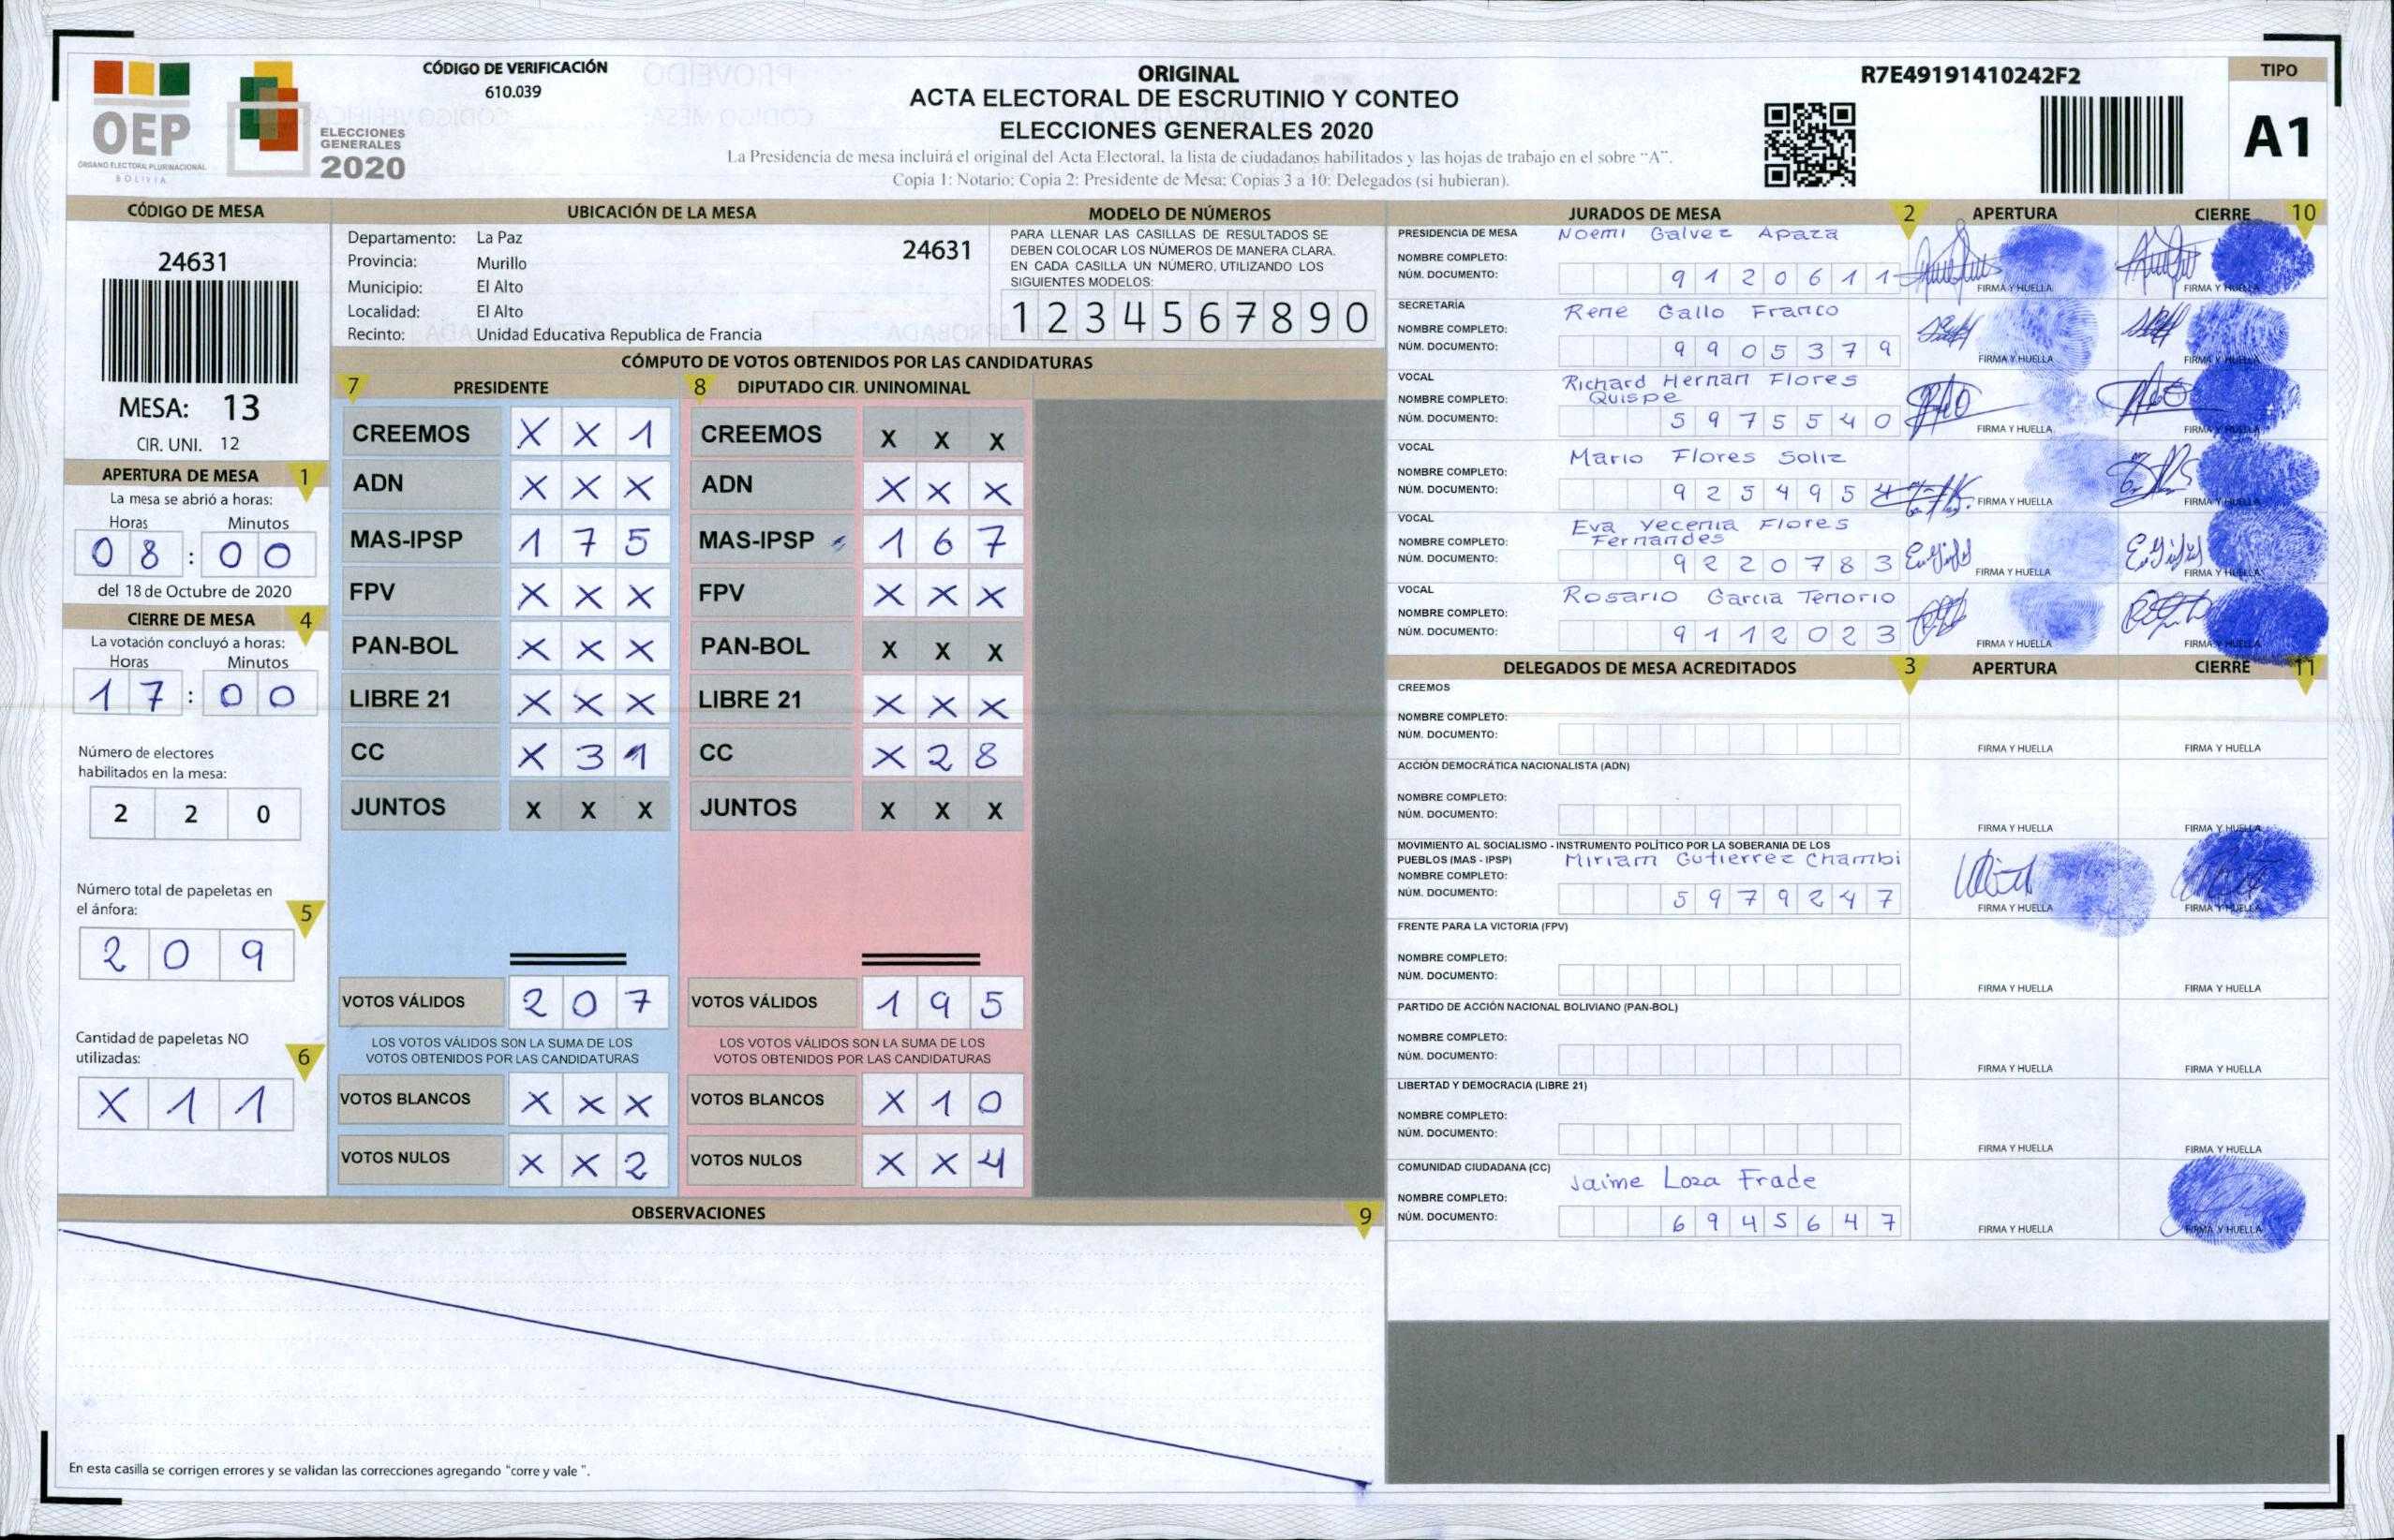 OEP
ÓRGANO ELECTORAL PLURINACIONAL
BOLIVIA
ELECCIONES
GENERALES
2020
CÓDIGO DE VERIFICACIÓN
610.039
ORIGINAL
ACTA ELECTORAL DE ESCRUTINIO Y CONTEO
ELECCIONES GENERALES 2020
La Presidencia de mesa incluirá el original del Acta Electoral, la lista de ciudadanos habilitados y las hojas de trabajo en el sobre "A".
Copia 1: Notario; Copia 2: Presidente de Mesa; Copias 3 a 10: Delegados (si hubieran).
R7E49191410242F2
TIPO
A1
CÓDIGO DE MESA
24631
MESA: 13
CIR. UNI. 12
APERTURA DE MESA 1
La mesa se abrió a horas:
Horas Minutos
0 8 : 0 0
del 18 de Octubre de 2020
CIERRE DE MESA 4
La votación concluyó a horas:
Horas Minutos
1 7 : 0 0
Número de electores
habilitados en la mesa:
2 2 0
Número total de papeletas en
el ánfora: 5
2 0 9
Cantidad de papeletas NO
utilizadas: 6
X 1 1
UBICACIÓN DE LA MESA
Departamento: La Paz 24631
Provincia: Murillo
Municipio: El Alto
Localidad: El Alto
Recinto: Unidad Educativa Republica de Francia
MODELO DE NÚMEROS
PARA LLENAR LAS CASILLAS DE RESULTADOS SE
DEBEN COLOCAR LOS NÚMEROS DE MANERA CLARA.
EN CADA CASILLA UN NÚMERO, UTILIZANDO LOS
SIGUIENTES MODELOS:
1 2 3 4 5 6 7 8 9 0
CÓMPUTO DE VOTOS OBTENIDOS POR LAS CANDIDATURAS
7 PRESIDENTE 8 DIPUTADO CIR. UNINOMINAL
CREEMOS X X 1 CREEMOS X X X
ADN X X X ADN X X X
MAS-IPSP 1 7 5 MAS-IPSP 1 6 7
FPV X X X FPV X X X
PAN-BOL X X X PAN-BOL X X X
LIBRE 21 X X X LIBRE 21 X X X
CC X 3 1 CC X 2 8
JUNTOS X X X JUNTOS X X X
VOTOS VÁLIDOS 2 0 7 VOTOS VÁLIDOS 1 9 5
LOS VOTOS VÁLIDOS SON LA SUMA DE LOS LOS VOTOS VÁLIDOS SON LA SUMA DE LOS
VOTOS OBTENIDOS POR LAS CANDIDATURAS VOTOS OBTENIDOS POR LAS CANDIDATURAS
VOTOS BLANCOS X X X VOTOS BLANCOS X 1 0
VOTOS NULOS X X 2 VOTOS NULOS X X 4
OBSERVACIONES 9
En esta casilla se corrigen errores y se validan las correcciones agregando "corre y vale ".
JURADOS DE MESA 2 APERTURA CIERRE 10
PRESIDENCIA DE MESA Noemi Galvez Apaza
NOMBRE COMPLETO:
NÚM. DOCUMENTO: 9 1 2 0 6 1 1 FIRMA Y HUELLA FIRMA Y HUELLA
SECRETARÍA Rene Gallo Franco
NOMBRE COMPLETO:
NÚM. DOCUMENTO: 9 9 0 5 3 7 9 FIRMA Y HUELLA FIRMA Y HUELLA
VOCAL Richard Hernan Flores
NOMBRE COMPLETO: Quispe
NÚM. DOCUMENTO: 5 9 7 5 5 4 0 FIRMA Y HUELLA FIRMA Y HUELLA
VOCAL Mario Flores Soliz
NOMBRE COMPLETO:
NÚM. DOCUMENTO: 9 2 5 4 9 5 4 FIRMA Y HUELLA FIRMA Y HUELLA
VOCAL Eva Yecenia Flores
NOMBRE COMPLETO: Fernandes
NÚM. DOCUMENTO: 9 2 2 0 7 8 3 FIRMA Y HUELLA FIRMA Y HUELLA
VOCAL Rosario Garcia Tenorio
NOMBRE COMPLETO:
NÚM. DOCUMENTO: 9 1 1 2 0 2 3 FIRMA Y HUELLA FIRMA Y HUELLA
DELEGADOS DE MESA ACREDITADOS 3 APERTURA CIERRE 11
CREEMOS
NOMBRE COMPLETO:
NÚM. DOCUMENTO: FIRMA Y HUELLA FIRMA Y HUELLA
ACCIÓN DEMOCRÁTICA NACIONALISTA (ADN)
NOMBRE COMPLETO:
NÚM. DOCUMENTO: FIRMA Y HUELLA FIRMA Y HUELLA
MOVIMIENTO AL SOCIALISMO - INSTRUMENTO POLÍTICO POR LA SOBERANIA DE LOS
PUEBLOS (MAS - IPSP) Miriam Gutierrez Chambi
NOMBRE COMPLETO:
NÚM. DOCUMENTO: 5 9 7 9 2 4 7 FIRMA Y HUELLA FIRMA Y HUELLA
FRENTE PARA LA VICTORIA (FPV)
NOMBRE COMPLETO:
NÚM. DOCUMENTO: FIRMA Y HUELLA FIRMA Y HUELLA
PARTIDO DE ACCIÓN NACIONAL BOLIVIANO (PAN-BOL)
NOMBRE COMPLETO:
NÚM. DOCUMENTO: FIRMA Y HUELLA FIRMA Y HUELLA
LIBERTAD Y DEMOCRACIA (LIBRE 21)
NOMBRE COMPLETO:
NÚM. DOCUMENTO: FIRMA Y HUELLA FIRMA Y HUELLA
COMUNIDAD CIUDADANA (CC) Jaime Loza Frade
NOMBRE COMPLETO:
NÚM. DOCUMENTO: 6 9 4 5 6 4 7 FIRMA Y HUELLA FIRMA Y HUELLA